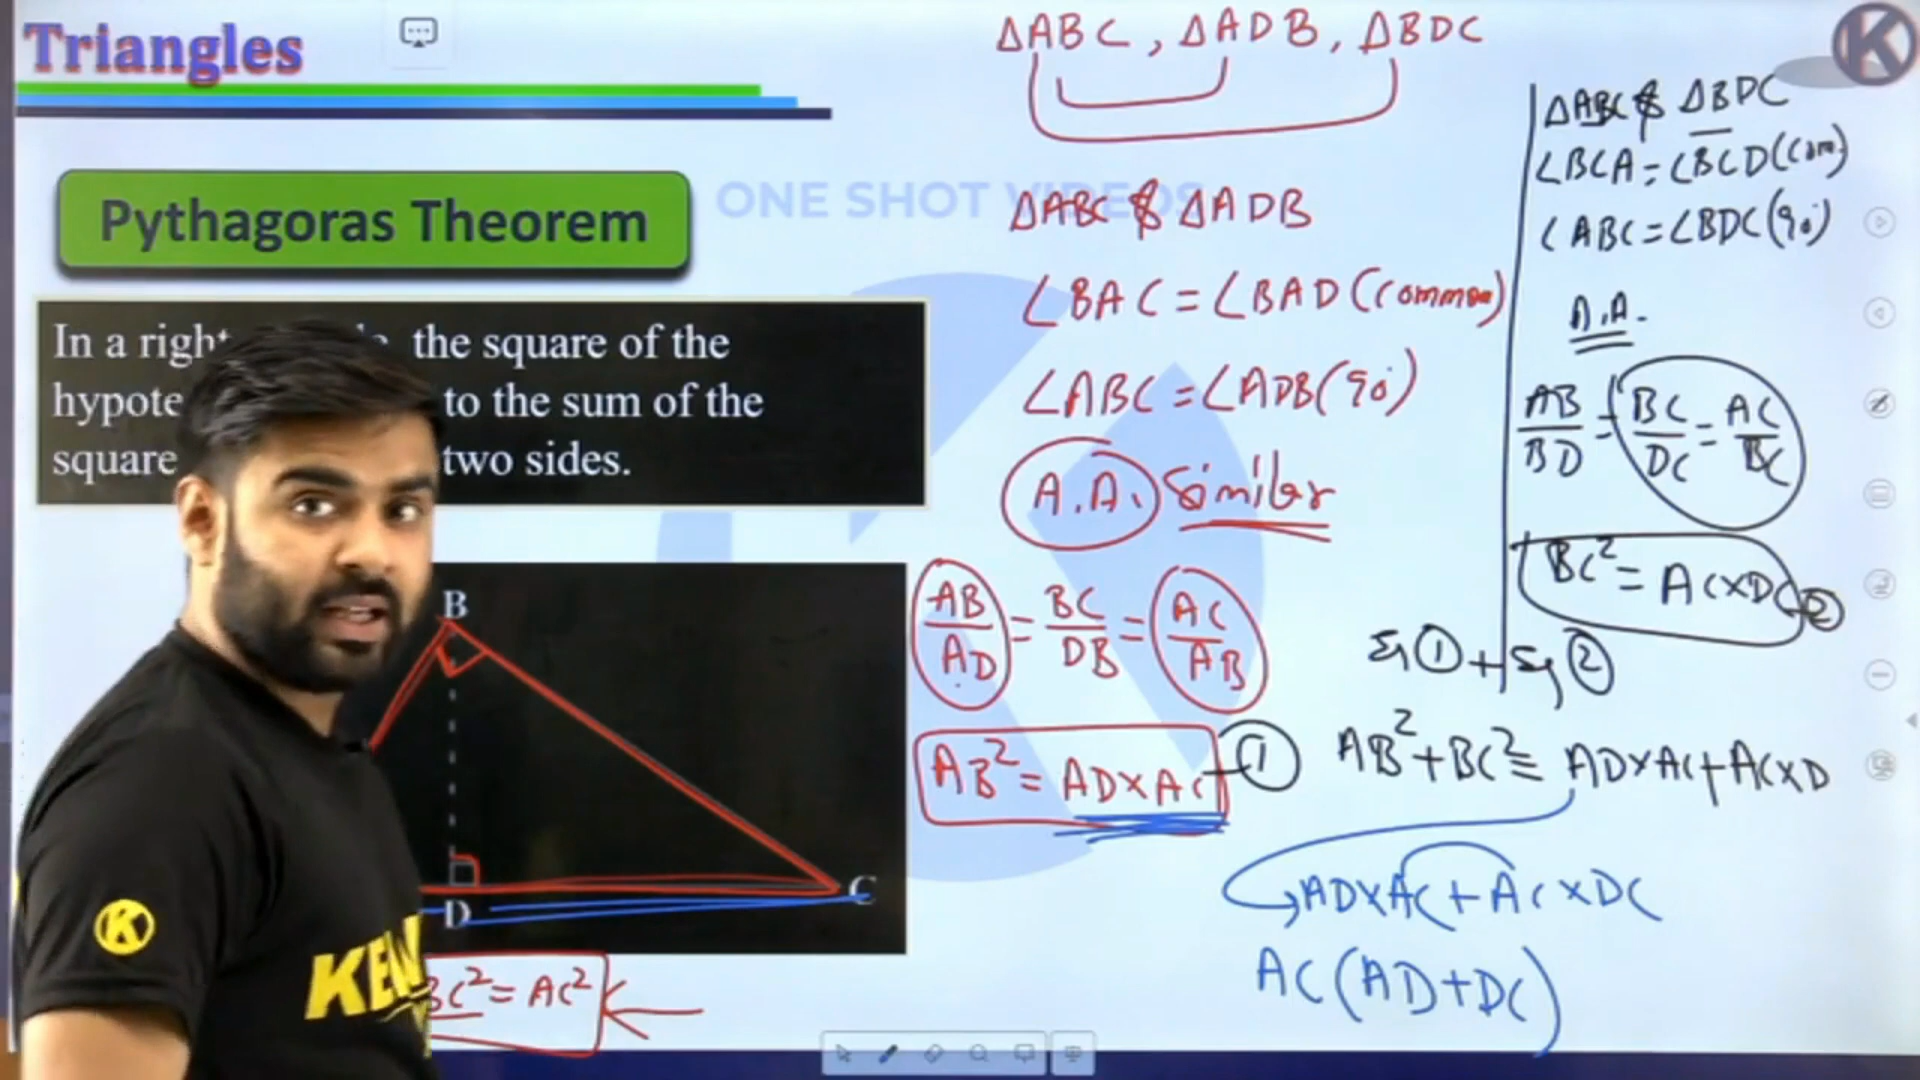 Triangles
ΔABC, ΔADB, ΔBDC
K
Pythagoras Theorem
ONE SHOT VIDEOS
In a right the square of the
hypote to the sum of the
square two sides.
ΔABC & ΔADB
∠BAC = ∠BAD (Common)
∠ABC = ∠ADB (90°)
A.A. Similar
AB/AD = BC/DB = AC/AB
AB² = AD×AC - ①
ΔABC & ΔBDC
∠BCA = ∠BCD (Com.)
∠ABC = ∠BDC (90°)
A.A.
AB/BD = BC/DC = AC/BC
BC² = AC×DC - ②
Eq ① + Eq ②
AB² + BC² = AD×AC + AC×D
AD×AC + AC×DC
AC(AD+DC)
B
D
C
BC² = AC²
K
KEN